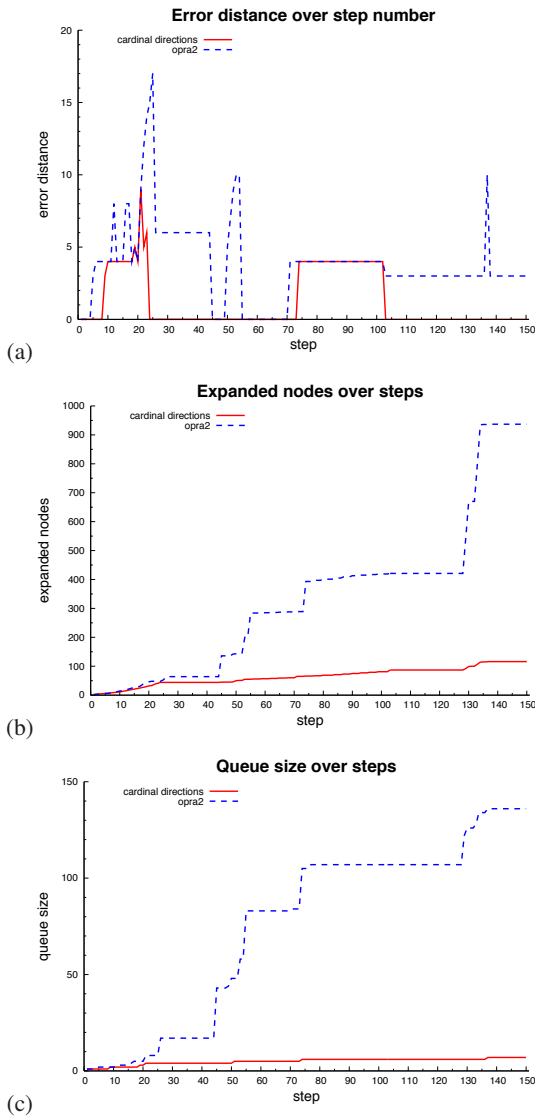 Error distance over step number
cardinal directions
opra2
20
15
10
5
0
error distance
0 10 20 30 40 50 60 70 80 90 100 110 120 130 140 150
step
(a)
Expanded nodes over steps
cardinal directions
opra2
1000
900
800
700
600
500
400
300
200
100
0
expanded nodes
0 10 20 30 40 50 60 70 80 90 100 110 120 130 140 150
step
(b)
Queue size over steps
cardinal directions
opra2
150
100
50
0
queue size
0 10 20 30 40 50 60 70 80 90 100 110 120 130 140 150
step
(c)